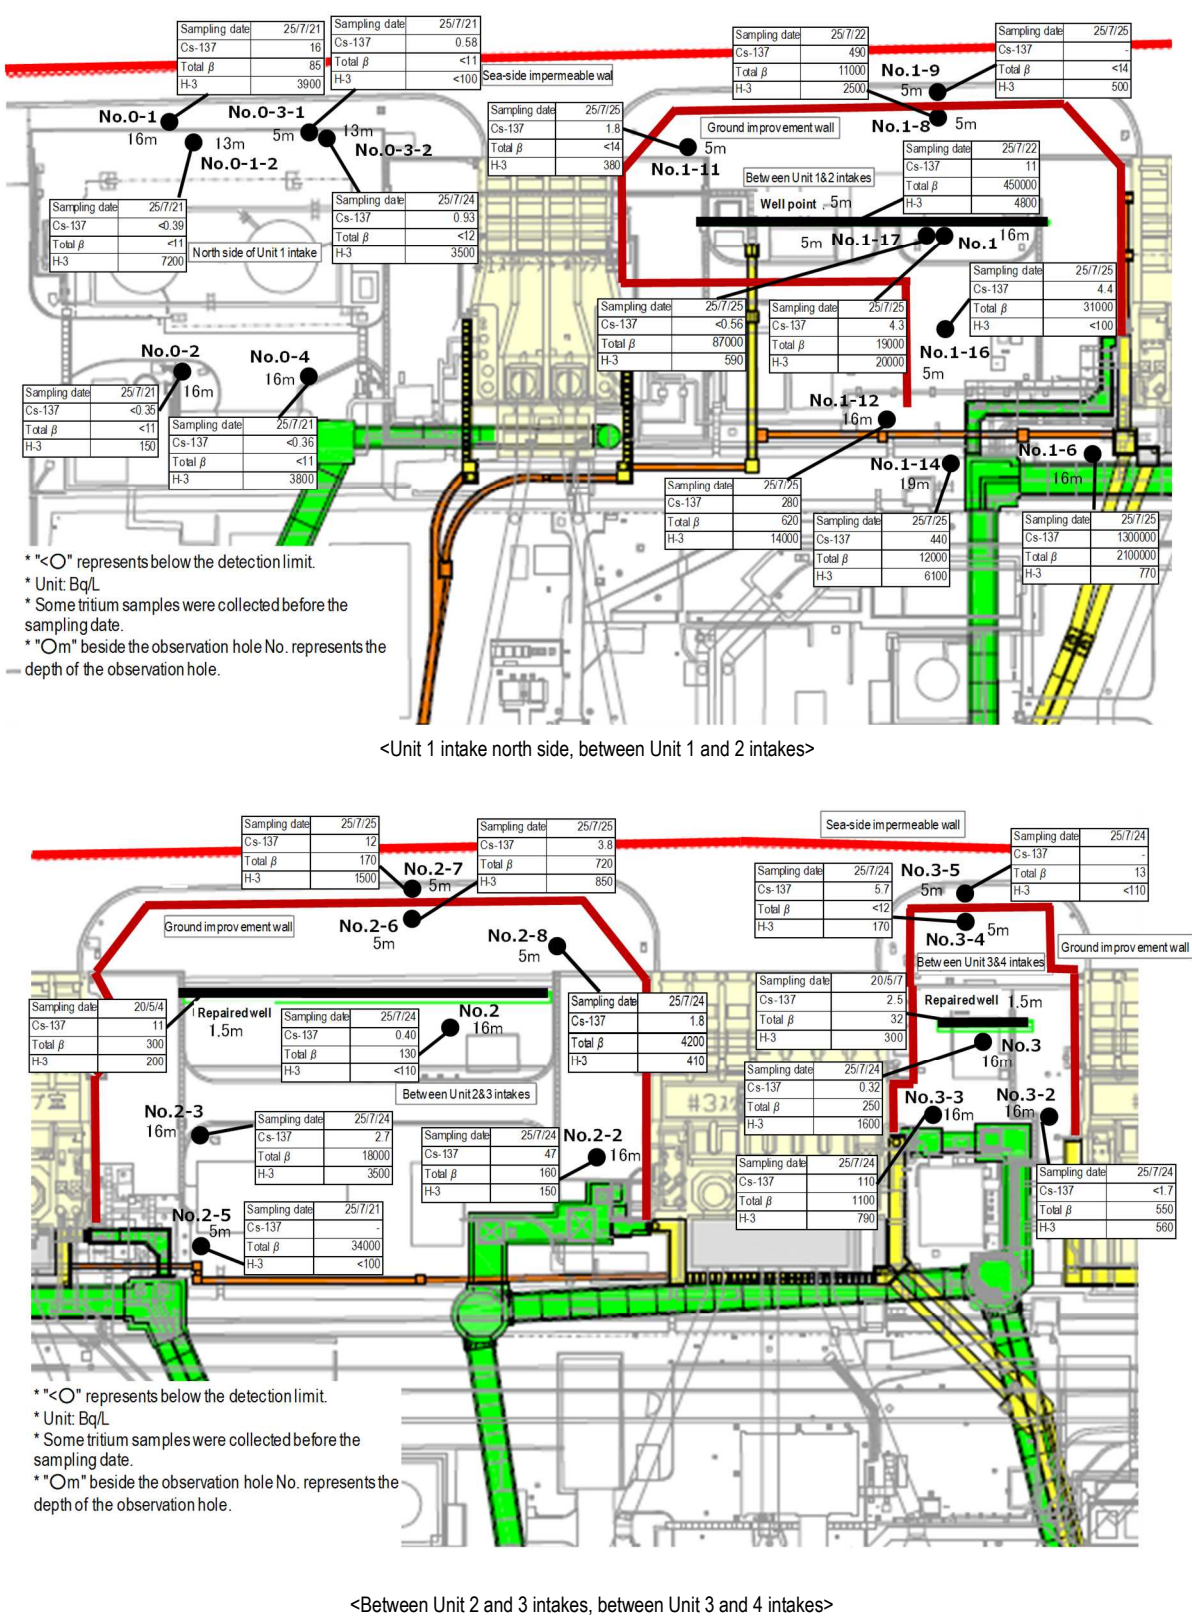 Sampling date 25/7/21
Cs-137 16
Total β 85
H-3 3900
Sampling date 25/7/21
Cs-137 0.58
Total β <11
H-3 <100
Sea-side impermeable wal
Sampling date 25/7/22
Cs-137 490
Total β 11000
H-3 2500
Sampling date 25/7/25
Cs-137 -
Total β <14
H-3 500
No.1-9
5m
No.0-1
16m
No.0-3-1
5m
13m
No.0-1-2
13m
No.0-3-2
Sampling date 25/7/25
Cs-137 1.8
Total β <14
H-3 380
5m
No.1-11
Ground improvement wall
No.1-8 5m
Sampling date 25/7/22
Cs-137 11
Total β 450000
H-3 4800
Between Unit 1&2 intakes
Well point 5m
5m No.1-17
No.1 16m
Sampling date 25/7/21
Cs-137 <0.39
Total β <11
H-3 7200
North side of Unit 1 intake
Sampling date 25/7/24
Cs-137 0.93
Total β <12
H-3 3500
Sampling date 25/7/25
Cs-137 4.4
Total β 31000
H-3 <100
No.1-16
5m
Sampling date 25/7/25
Cs-137 <0.56
Total β 87000
H-3 590
Sampling date 25/7/25
Cs-137 4.3
Total β 19000
H-3 20000
No.0-2
16m
No.0-4
16m
Sampling date 25/7/21
Cs-137 <0.35
Total β <11
H-3 150
Sampling date 25/7/21
Cs-137 <0.36
Total β <11
H-3 3800
No.1-12
16m
No.1-14
19m
No.1-6
16m
Sampling date 25/7/25
Cs-137 280
Total β 620
H-3 14000
Sampling date 25/7/25
Cs-137 440
Total β 12000
H-3 6100
Sampling date 25/7/25
Cs-137 1300000
Total β 2100000
H-3 770
* "<○" represents below the detection limit.
* Unit: Bq/L
* Some tritium samples were collected before the
sampling date.
* "○m" beside the observation hole No. represents the
depth of the observation hole.
<Unit 1 intake north side, between Unit 1 and 2 intakes>
Sea-side impermeable wall
Sampling date 25/7/25
Cs-137 12
Total β 170
H-3 1500
No.2-7
5m
Sampling date 25/7/25
Cs-137 3.8
Total β 720
H-3 850
Sampling date 25/7/24
Cs-137 -
Total β 13
H-3 <110
Sampling date 25/7/24
Cs-137 5.7
Total β <12
H-3 170
No.3-5
5m
Ground improvement wall
No.2-6
5m
No.2-8
5m
5m
No.3-4
Ground improvement wall
Between Unit 3&4 intakes
Sampling date 20/5/4
Cs-137 11
Total β 300
H-3 200
Repaired well
1.5m
Sampling date 25/7/24
Cs-137 0.40
Total β 130
H-3 <110
No.2
16m
Sampling date 25/7/24
Cs-137 1.8
Total β 4200
H-3 410
Sampling date 20/5/7
Cs-137 2.5
Total β 32
H-3 300
Repaired well 1.5m
No.3
16m
Between Unit 2&3 intakes
Sampling date 25/7/24
Cs-137 0.32
Total β 250
H-3 1600
No.2-3
16m
Sampling date 25/7/24
Cs-137 2.7
Total β 18000
H-3 3500
Sampling date 25/7/24
Cs-137 47
Total β 160
H-3 150
No.2-2
16m
No.3-3
16m
No.3-2
16m
Sampling date 25/7/24
Cs-137 110
Total β 1100
H-3 790
Sampling date 25/7/24
Cs-137 <1.7
Total β 550
H-3 560
No.2-5
5m
Sampling date 25/7/21
Cs-137 -
Total β 34000
H-3 <100
* "<○" represents below the detection limit.
* Unit: Bq/L
* Some tritium samples were collected before the
sampling date.
* "○m" beside the observation hole No. represents the
depth of the observation hole.
<Between Unit 2 and 3 intakes, between Unit 3 and 4 intakes>